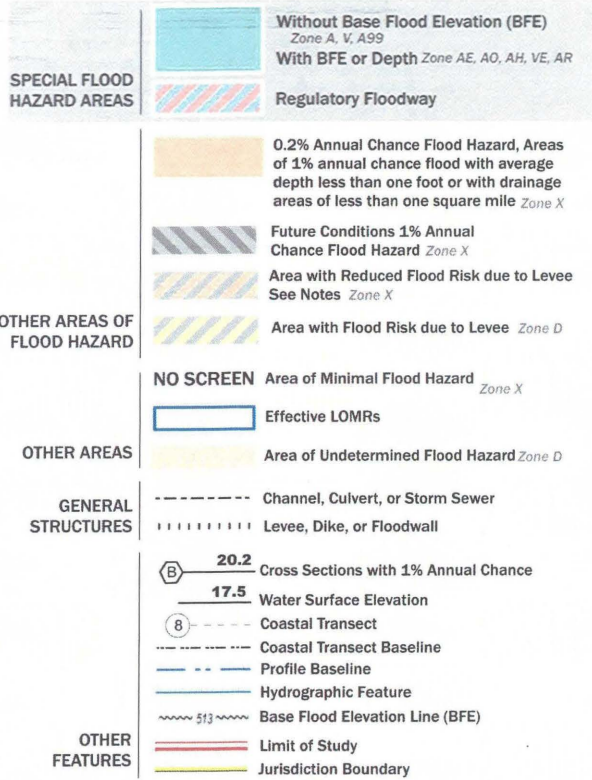 SPECIAL FLOOD
HAZARD AREAS
Without Base Flood Elevation (BFE)
Zone A, V, A99
With BFE or Depth Zone AE, AO, AH, VE, AR
Regulatory Floodway
OTHER AREAS OF
FLOOD HAZARD
0.2% Annual Chance Flood Hazard, Areas
of 1% annual chance flood with average
depth less than one foot or with drainage
areas of less than one square mile Zone X
Future Conditions 1% Annual
Chance Flood Hazard Zone X
Area with Reduced Flood Risk due to Levee
See Notes Zone X
Area with Flood Risk due to Levee Zone D
OTHER AREAS
NO SCREEN Area of Minimal Flood Hazard Zone X
Effective LOMRs
Area of Undetermined Flood Hazard Zone D
GENERAL
STRUCTURES
Channel, Culvert, or Storm Sewer
Levee, Dike, or Floodwall
OTHER
FEATURES
B 20.2 Cross Sections with 1% Annual Chance
17.5 Water Surface Elevation
8 Coastal Transect
Coastal Transect Baseline
Profile Baseline
Hydrographic Feature
513 Base Flood Elevation Line (BFE)
Limit of Study
Jurisdiction Boundary